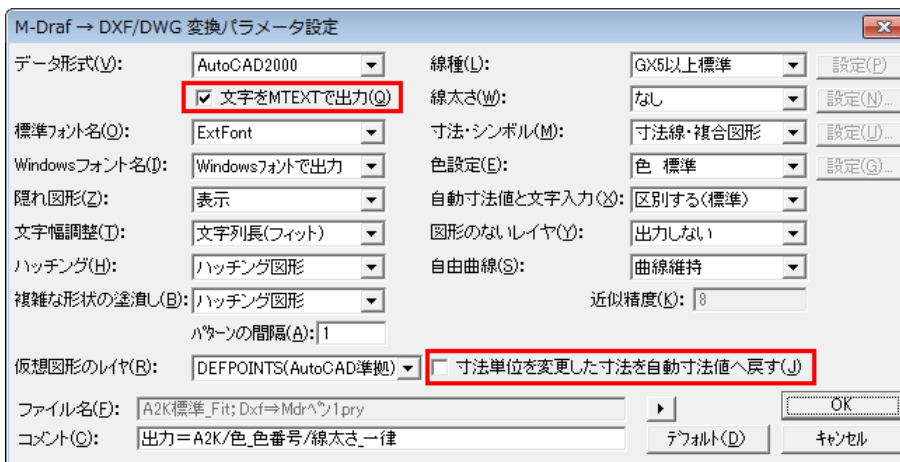 M-Draf → DXF/DWG 変換パラメータ設定
データ形式(V): AutoCAD2000 線種(L): GX5以上標準 設定(P)
文字をMTEXTで出力(Q) 線太さ(W): なし 設定(N)...
標準フォント名(O): ExtFont 寸法・シンボル(M): 寸法線・複合図形 設定(U)...
Windowsフォント名(I): Windowsフォントで出力 色設定(E): 色 標準 設定(G)...
隠れ図形(Z): 表示 自動寸法値と文字入力(X): 区別する(標準)
文字幅調整(T): 文字列長(フィット) 図形のないレイヤ(Y): 出力しない
ハッチング(H): ハッチング図形 自由曲線(S): 曲線維持
複雑な形状の塗潰し(B): ハッチング図形 近似精度(K): 8
パターンの間隔(A): 1
仮想図形のレイヤ(R): DEFPOINTS(AutoCAD準拠) 寸法単位を変更した寸法を自動寸法値へ戻す(J)
ファイル名(F): A2K標準_Fit; Dxf⇒Mdrペン1pry OK
コメント(C): 出力=A2K/色_色番号/線太さ_一律 デフォルト(D) キャンセル